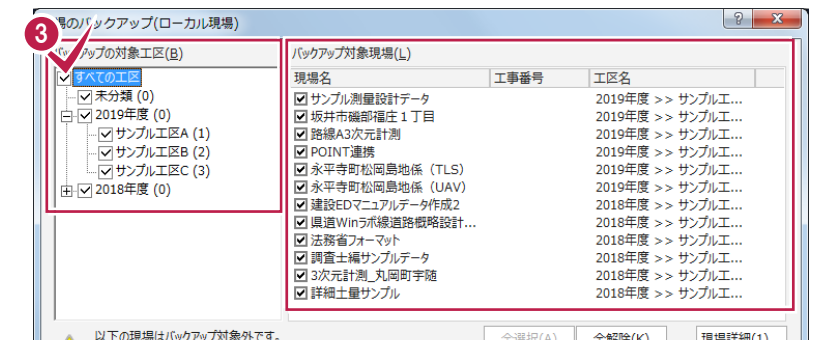 場のバックアップ(ローカル現場)
3
バックアップの対象工区(B)
すべての工区
未分類 (0)
2019年度 (0)
サンプル工区A (1)
サンプル工区B (2)
サンプル工区C (3)
2018年度 (0)
バックアップ対象現場(L)
現場名 工事番号 工区名
サンプル測量設計データ 2019年度 >> サンプル工...
坂井市磯部福庄1丁目 2019年度 >> サンプル工...
路線A3次元計測 2019年度 >> サンプル工...
POINT連携 2019年度 >> サンプル工...
永平寺町松岡島地係 (TLS) 2019年度 >> サンプル工...
永平寺町松岡島地係 (UAV) 2019年度 >> サンプル工...
建設EDマニュアルデータ作成2 2018年度 >> サンプル工...
県道Winラボ線道路概略設計... 2018年度 >> サンプル工...
法務省フォーマット 2018年度 >> サンプル工...
調査士編サンプルデータ 2018年度 >> サンプル工...
3次元計測_丸岡町宇随 2018年度 >> サンプル工...
詳細土量サンプル 2018年度 >> サンプル工...
以下の現場はバックアップ対象外です。
全選択(A) 全解除(K) 現場詳細(1)